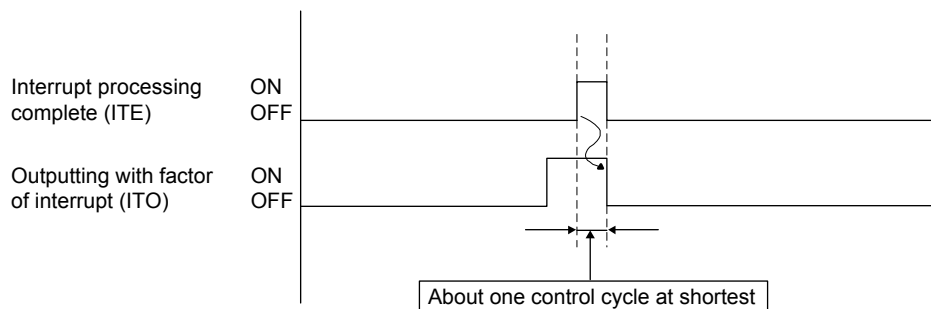 Interrupt processing
complete (ITE)
ON
OFF
Outputting with factor
of interrupt (ITO)
ON
OFF
About one control cycle at shortest